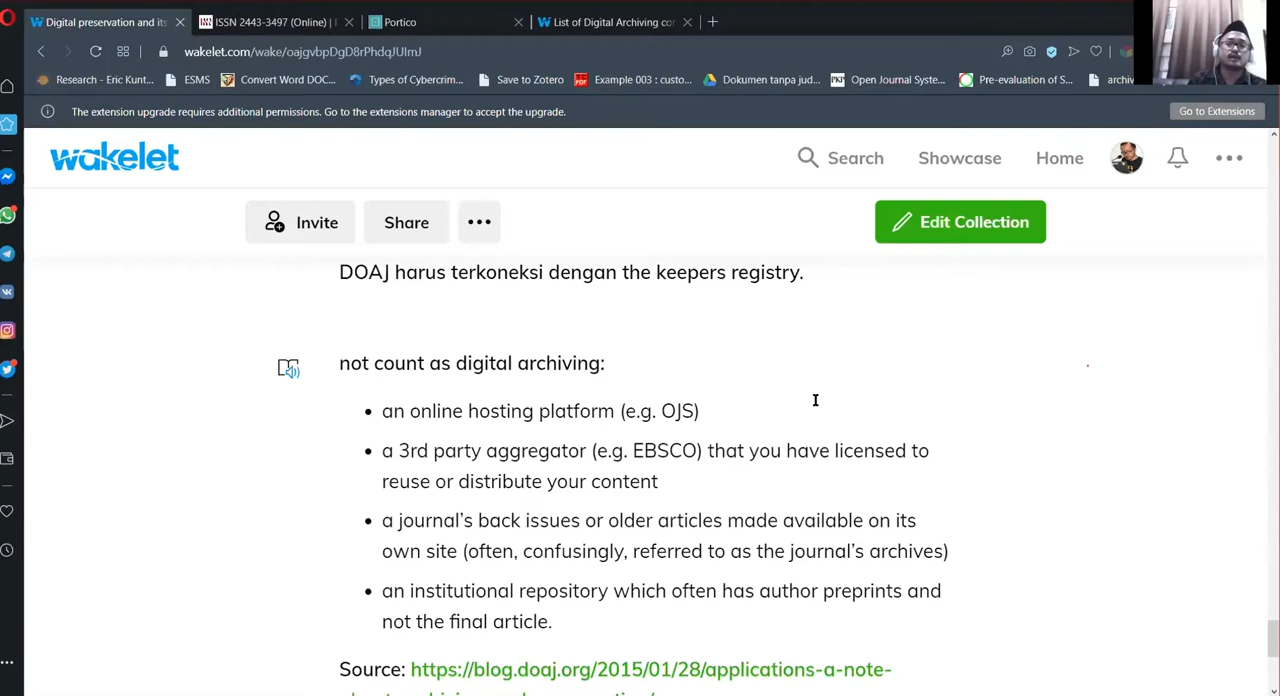 Digital preservation and its
ISSN 2443-3497 (Online) |
Portico
List of Digital Archiving co
wakelet.com/wake/oajgvbpDgD8rPhdqJUImJ
Research - Eric Kunt...
ESMS
Convert Word DOC...
Types of Cybercrim...
Save to Zotero
Example 003 : custo...
Dokumen tanpa jud...
Open Journal Syste...
Pre-evaluation of S...
archiv
The extension upgrade requires additional permissions. Go to the extensions manager to accept the upgrade.
Go to Extensions
wakelet
Search
Showcase
Home
Invite
Share
Edit Collection
DOAJ harus terkoneksi dengan the keepers registry.
not count as digital archiving:
• an online hosting platform (e.g. OJS)
• a 3rd party aggregator (e.g. EBSCO) that you have licensed to
reuse or distribute your content
• a journal's back issues or older articles made available on its
own site (often, confusingly, referred to as the journal's archives)
• an institutional repository which often has author preprints and
not the final article.
Source: https://blog.doaj.org/2015/01/28/applications-a-note-